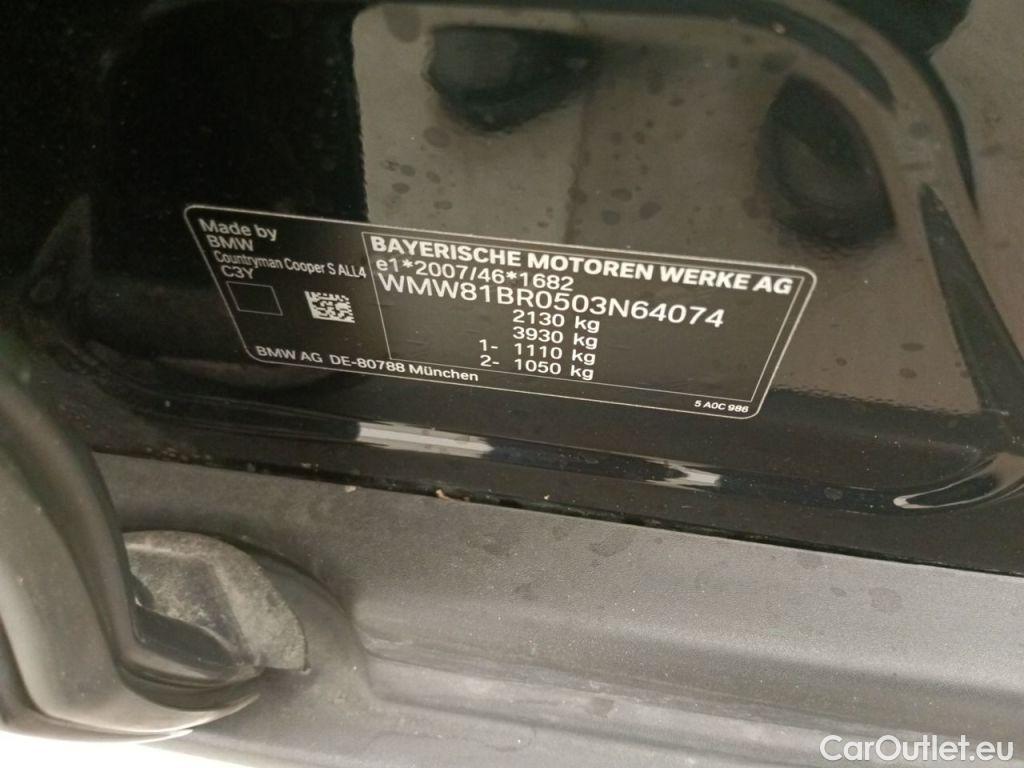 Made by
BMW
Countryman Cooper S ALL4
C3Y
BAYERISCHE MOTOREN WERKE AG
e1*2007/46*1682
WMW81BR0503N64074
2130 kg
3930 kg
1- 1110 kg
2- 1050 kg
BMW AG DE-80788 München
5 A0C 986
CarOutlet.eu